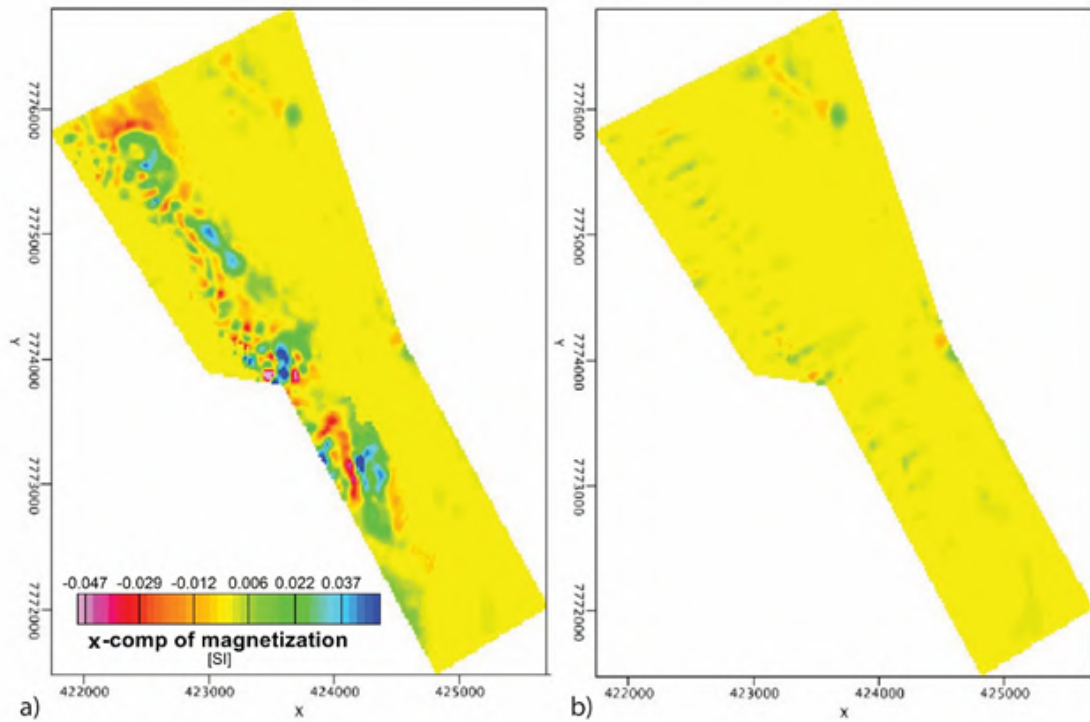 7776000
7775000
7774000
7773000
7772000
Y
-0.047 -0.029 -0.012 0.006 0.022 0.037
x-comp of magnetization
[SI]
422000 423000 424000 425000
X
a)
7776000
7775000
7774000
7773000
7772000
Y
422000 423000 424000 425000
X
b)